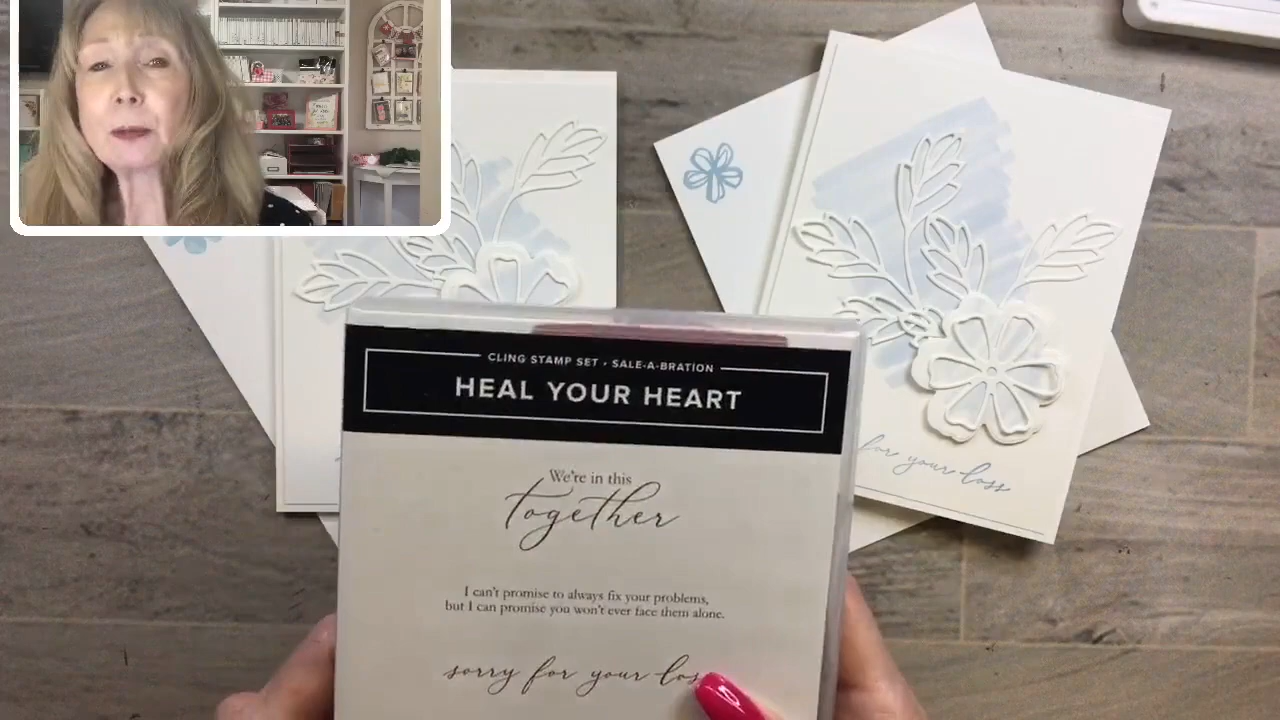 CLING STAMP SET • SALE-A-BRATION
HEAL YOUR HEART
We're in this
together
I can't promise to always fix your problems,
but I can promise you won't ever face them alone.
sorry for your
for your loss